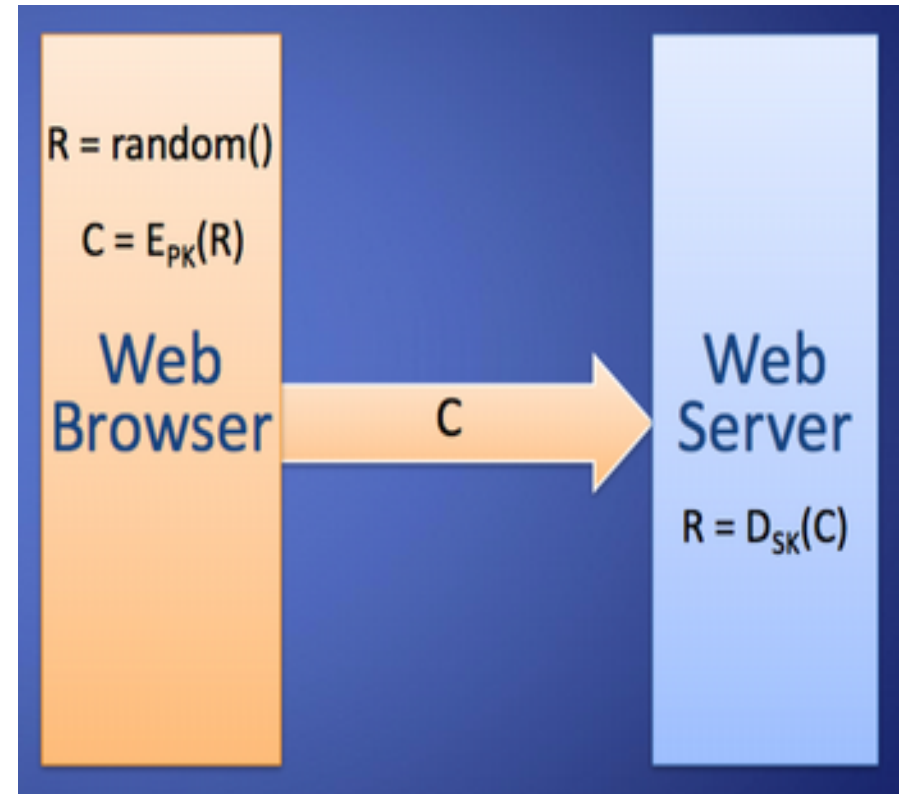 R = random()
C = E_PK(R)
Web
Browser
C
Web
Server
R = D_SK(C)